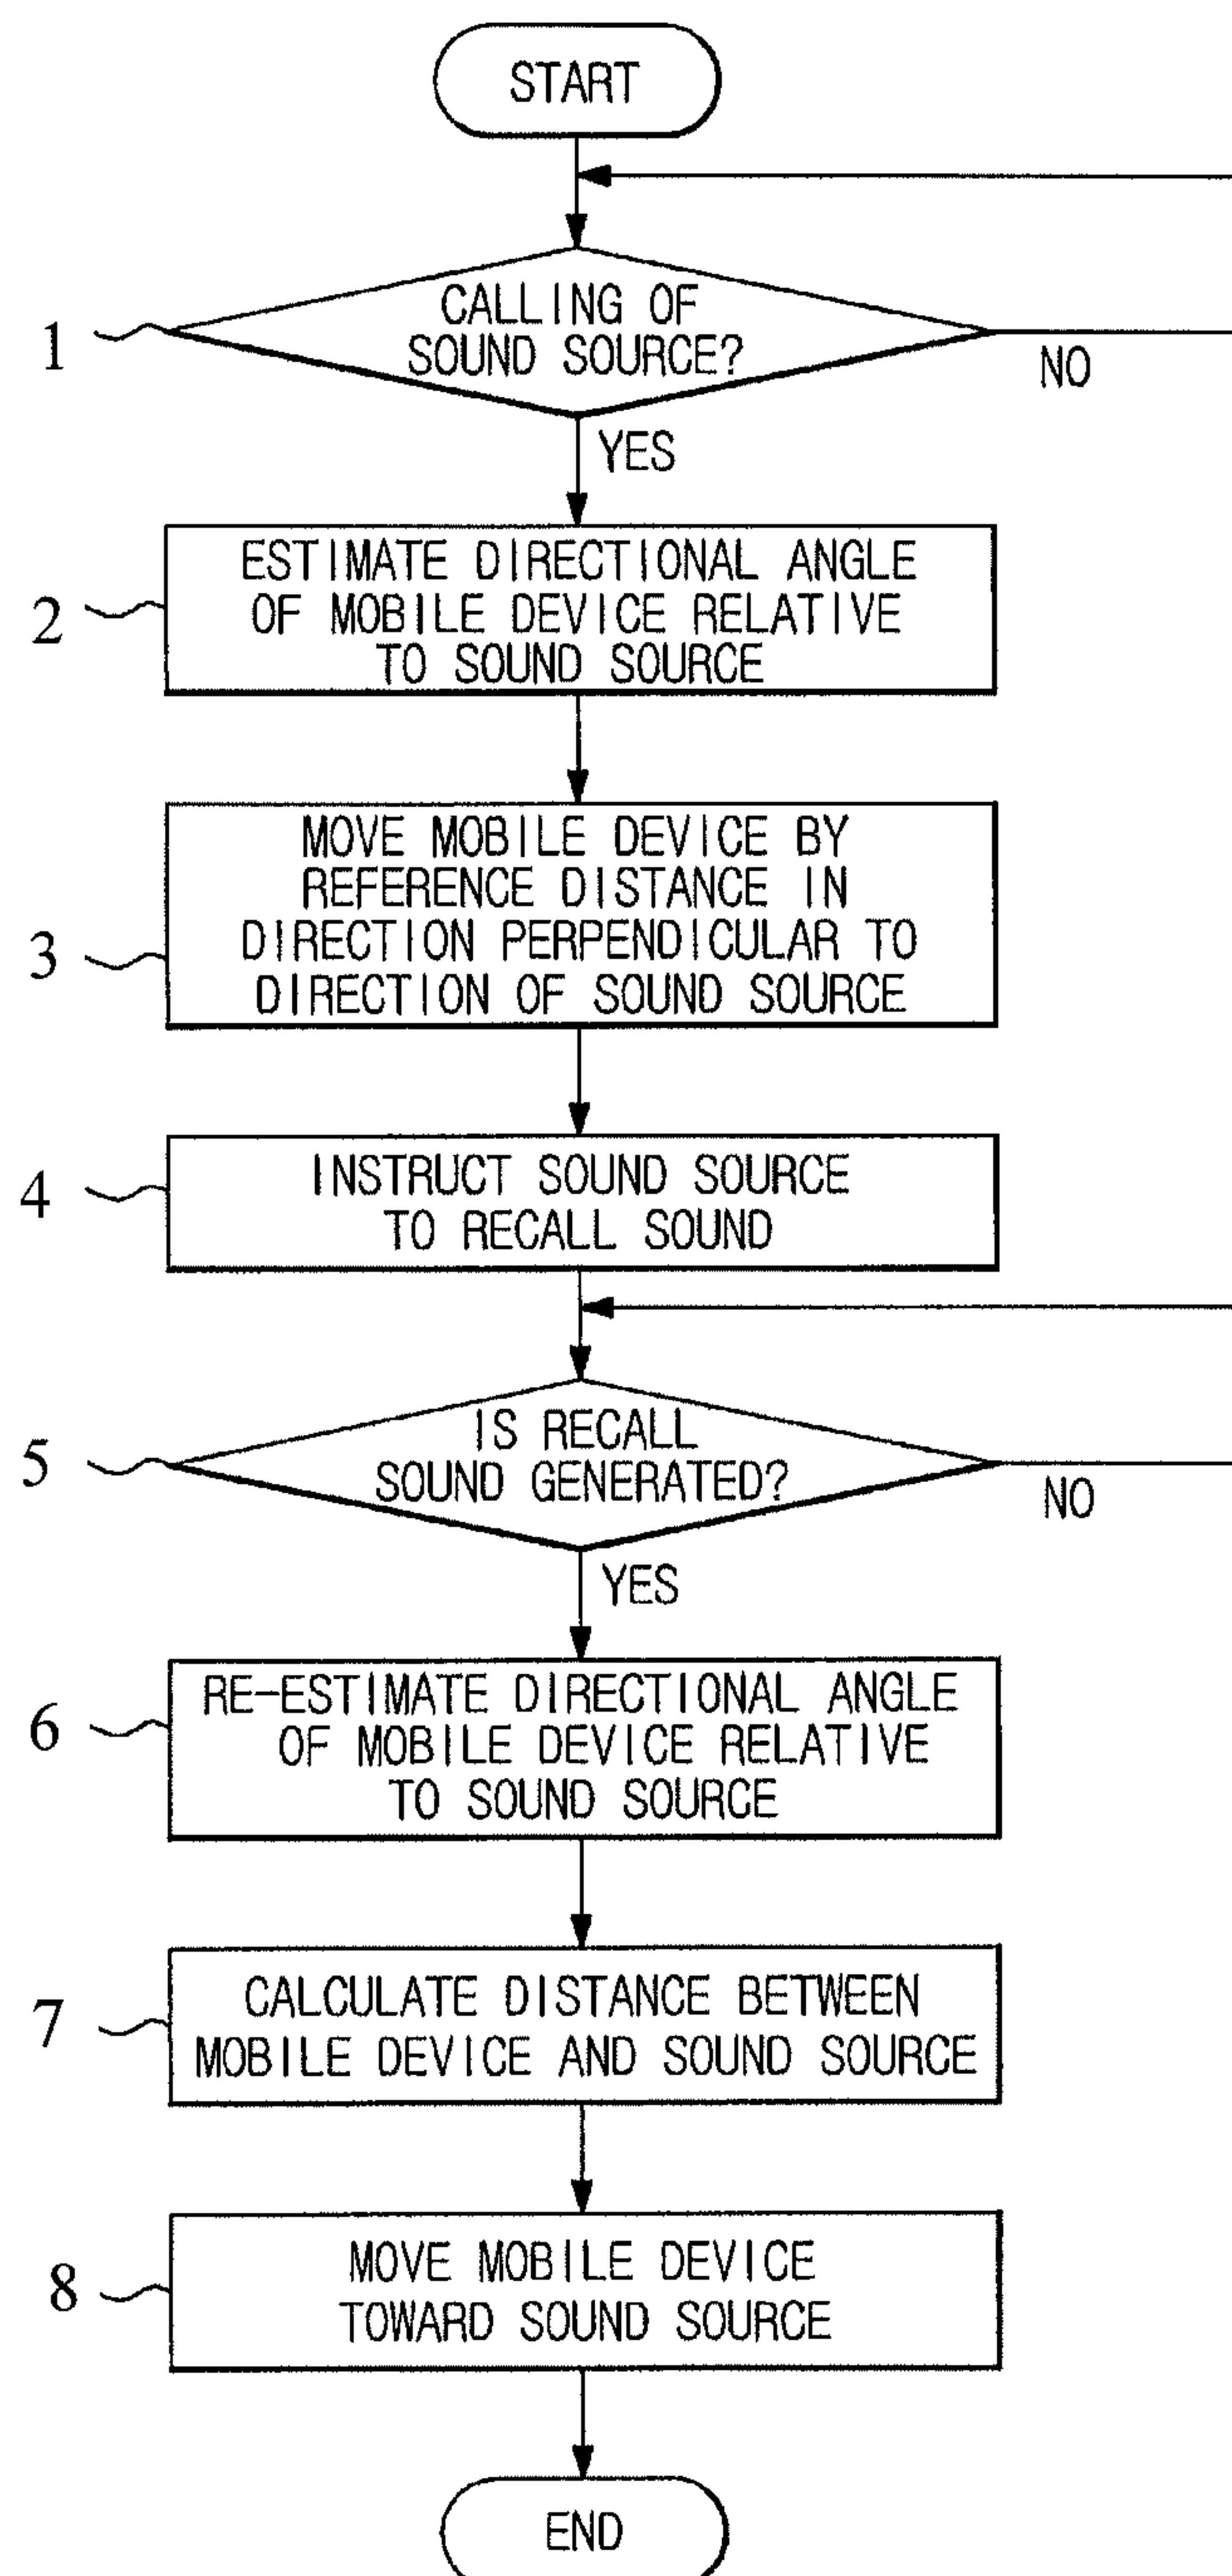 START
1
CALLING OF
SOUND SOURCE?
NO
YES
2
ESTIMATE DIRECTIONAL ANGLE
OF MOBILE DEVICE RELATIVE
TO SOUND SOURCE
3
MOVE MOBILE DEVICE BY
REFERENCE DISTANCE IN
DIRECTION PERPENDICULAR TO
DIRECTION OF SOUND SOURCE
4
INSTRUCT SOUND SOURCE
TO RECALL SOUND
5
IS RECALL
SOUND GENERATED?
NO
YES
6
RE-ESTIMATE DIRECTIONAL ANGLE
OF MOBILE DEVICE RELATIVE
TO SOUND SOURCE
7
CALCULATE DISTANCE BETWEEN
MOBILE DEVICE AND SOUND SOURCE
8
MOVE MOBILE DEVICE
TOWARD SOUND SOURCE
END